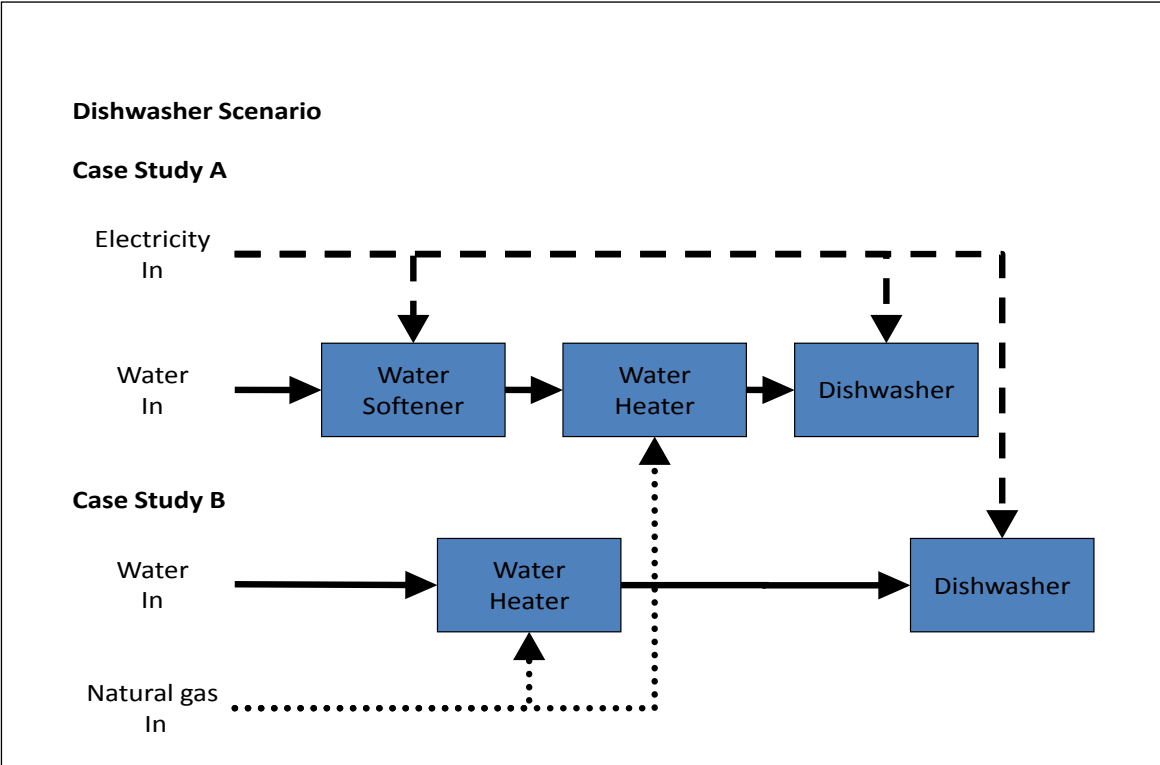 Dishwasher Scenario
Case Study A
Electricity
In
Water
In
Water
Softener
Water
Heater
Dishwasher
Case Study B
Water
In
Water
Heater
Dishwasher
Natural gas
In